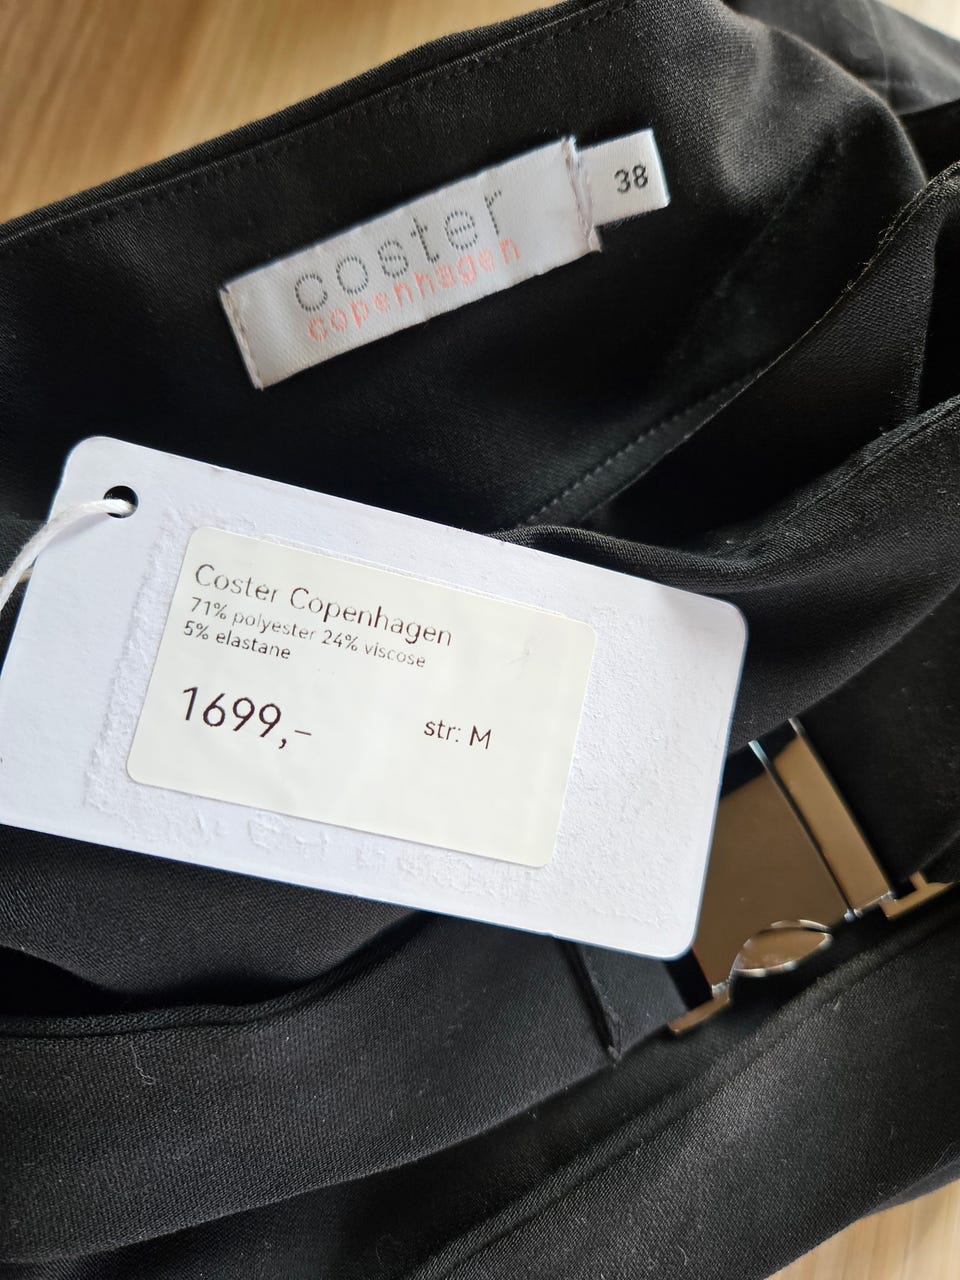 coster
copenhagen
38
Coster Copenhagen
71% polyester 24% viscose
5% elastane
1699,-
str: M